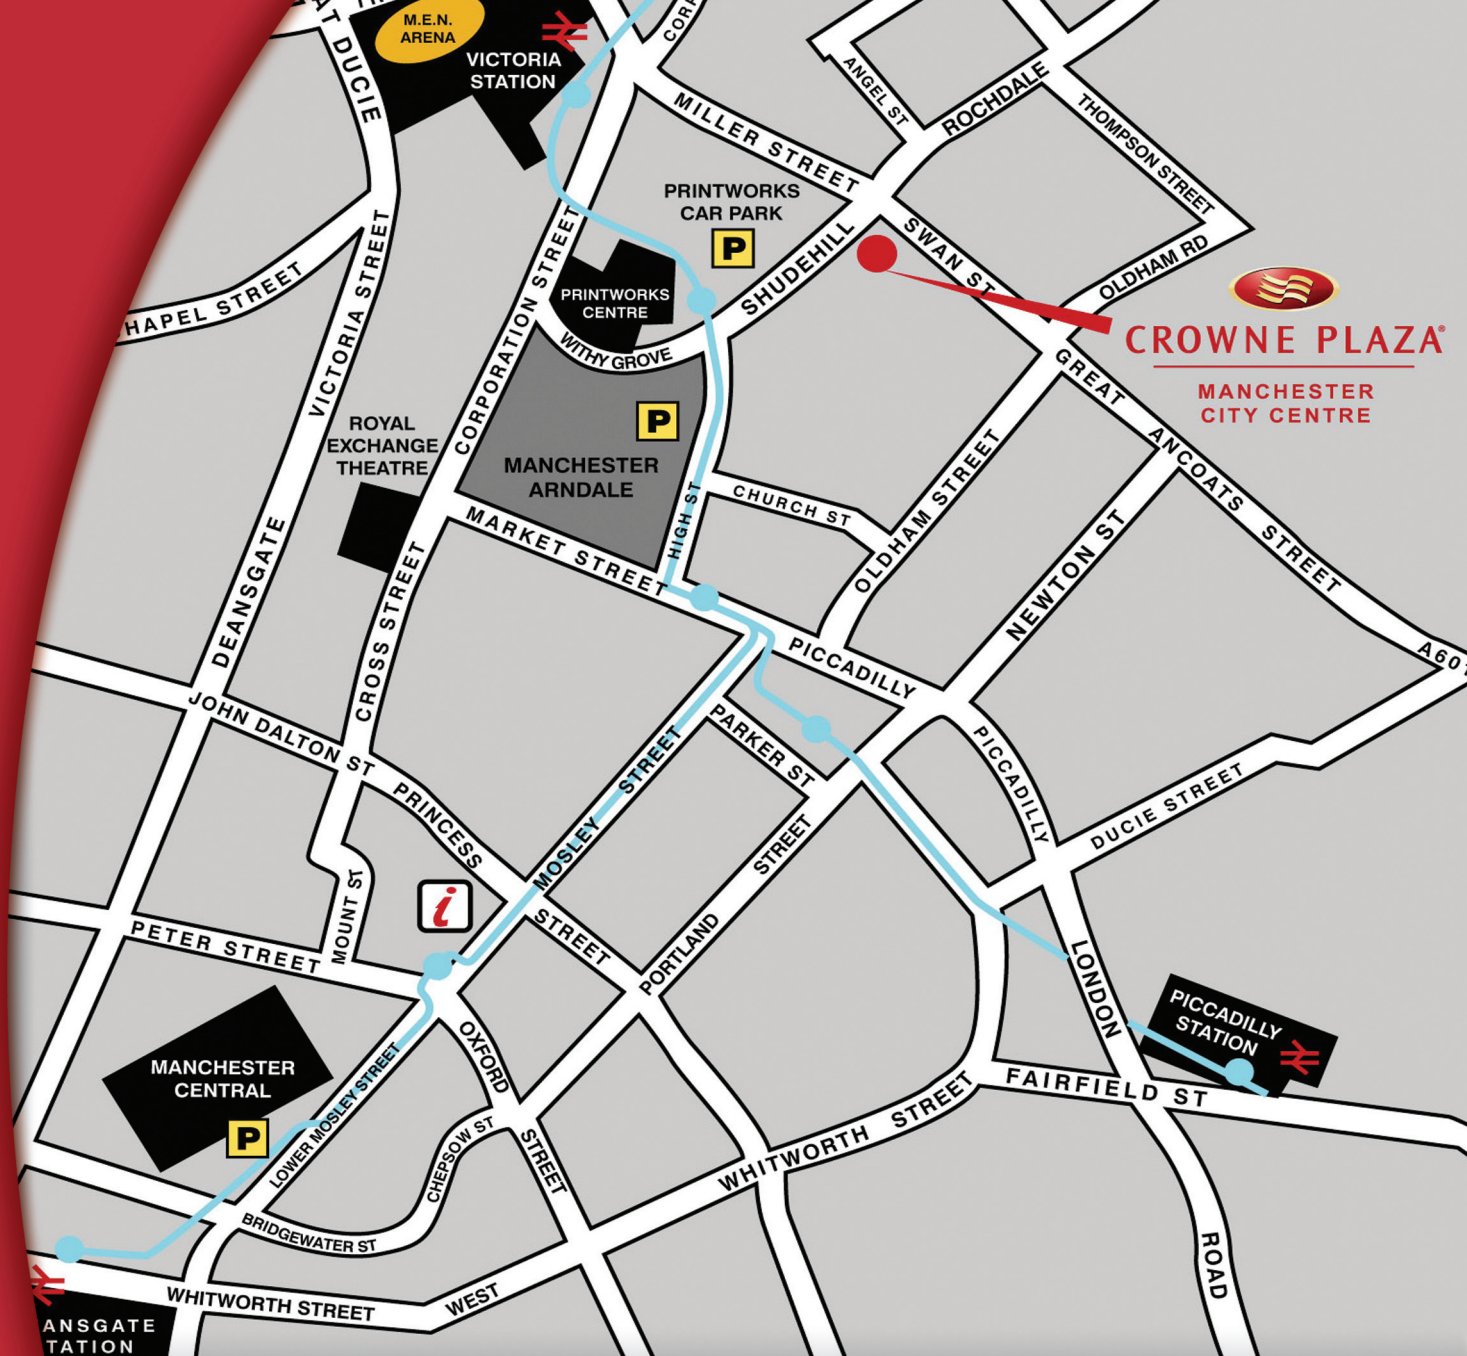 AT DUCIE
M.E.N.
ARENA
VICTORIA
STATION
CORP
ANGEL ST
ROCHDALE
THOMPSON STREET
MILLER STREET
PRINTWORKS
CAR PARK
P
SHUDEHILL
SWAN ST
OLDHAM RD
CROWNE PLAZA®
MANCHESTER
CITY CENTRE
HAPEL STREET
VICTORIA STREET
CORPORATION STREET
PRINTWORKS
CENTRE
WITHY GROVE
GREAT
ANCOATS STREET
ROYAL
EXCHANGE
THEATRE
P
MANCHESTER
ARNDALE
HIGH ST
CHURCH ST
OLDHAM STREET
NEWTON ST
MARKET STREET
DEANSGATE
CROSS STREET
PICCADILLY
A60
JOHN DALTON ST
PARKER ST
PICCADILLY
DUCIE STREET
PRINCESS
STREET
MOSLEY STREET
PORTLAND STREET
MOUNT ST
i
PETER STREET
LONDON
ROAD
PICCADILLY
STATION
MANCHESTER
CENTRAL
P
LOWER MOSLEY STREET
OXFORD
STREET
CHEPSOW ST
FAIRFIELD ST
WHITWORTH STREET
BRIDGEWATER ST
WHITWORTH STREET
WEST
ANSGATE
TATION